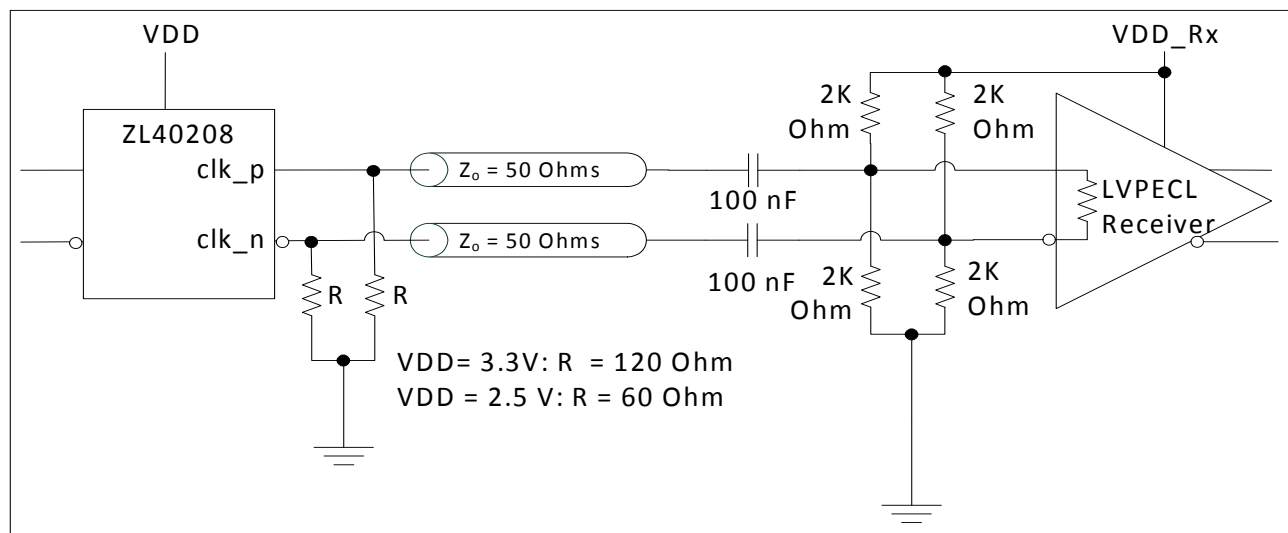 VDD
VDD_Rx
ZL40208
clk_p
clk_n
Zₒ = 50 Ohms
Zₒ = 50 Ohms
100 nF
100 nF
2K
Ohm
2K
Ohm
2K
Ohm
2K
Ohm
LVPECL
Receiver
R
R
VDD= 3.3V: R = 120 Ohm
VDD = 2.5 V: R = 60 Ohm